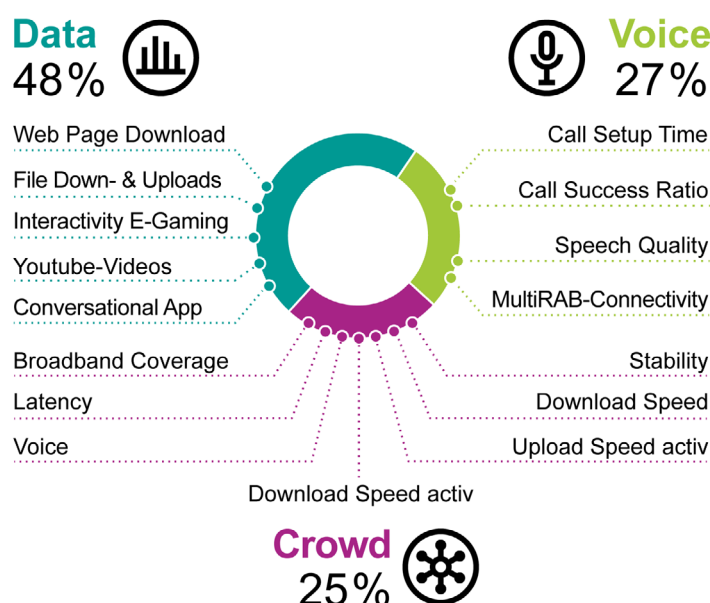 Data
48%
Voice
27%
Web Page Download
File Down- & Uploads
Interactivity E-Gaming
Youtube-Videos
Conversational App
Call Setup Time
Call Success Ratio
Speech Quality
MultiRAB-Connectivity
Broadband Coverage
Latency
Voice
Stability
Download Speed
Upload Speed activ
Download Speed activ
Crowd
25%